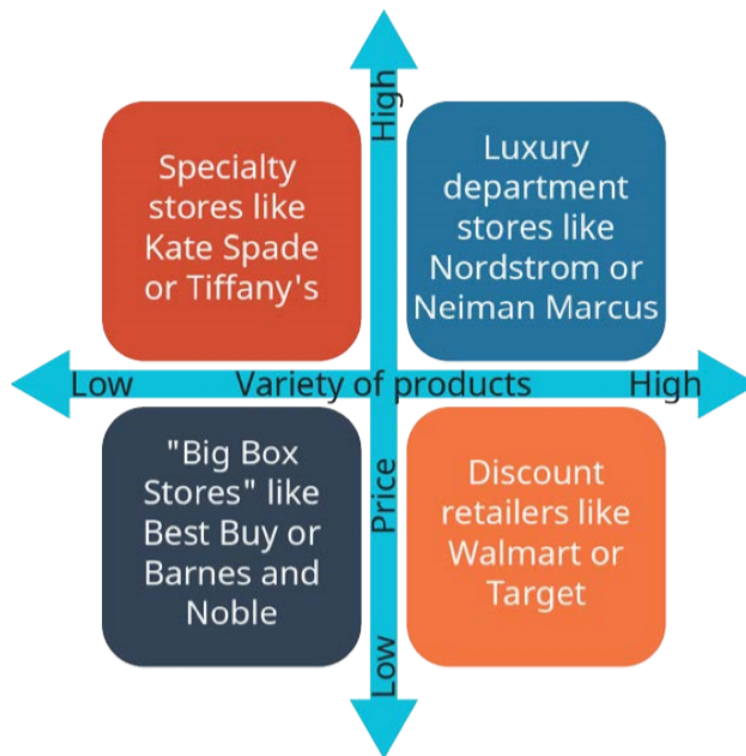 High
Specialty
stores like
Kate Spade
or Tiffany's
Luxury
department
stores like
Nordstrom or
Neiman Marcus
Low
Variety of products
High
"Big Box
Stores" like
Best Buy or
Barnes and
Noble
Price
Discount
retailers like
Walmart or
Target
Low